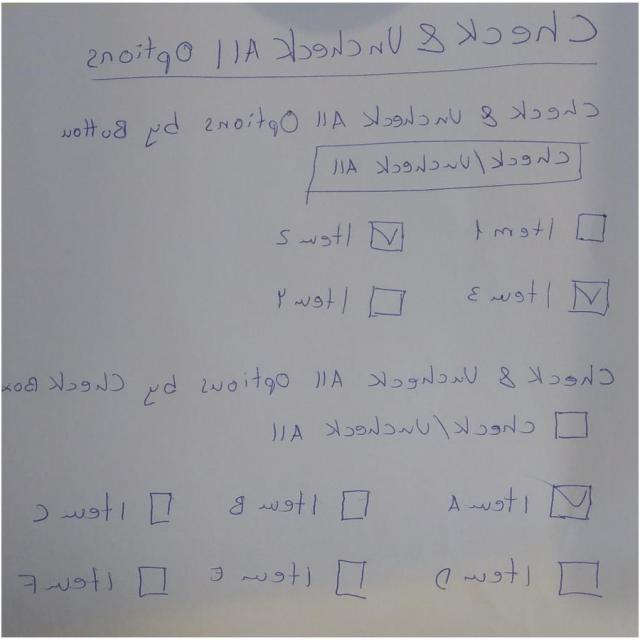 Check & Uncheck All Options
Check & Uncheck All Options by Button
Check/Uncheck All
Item 1 Item 2
Item 3 Item 4
Check & Uncheck All Options by Check Box
Check/Uncheck All
Item A Item B Item C
Item D Item E Item F